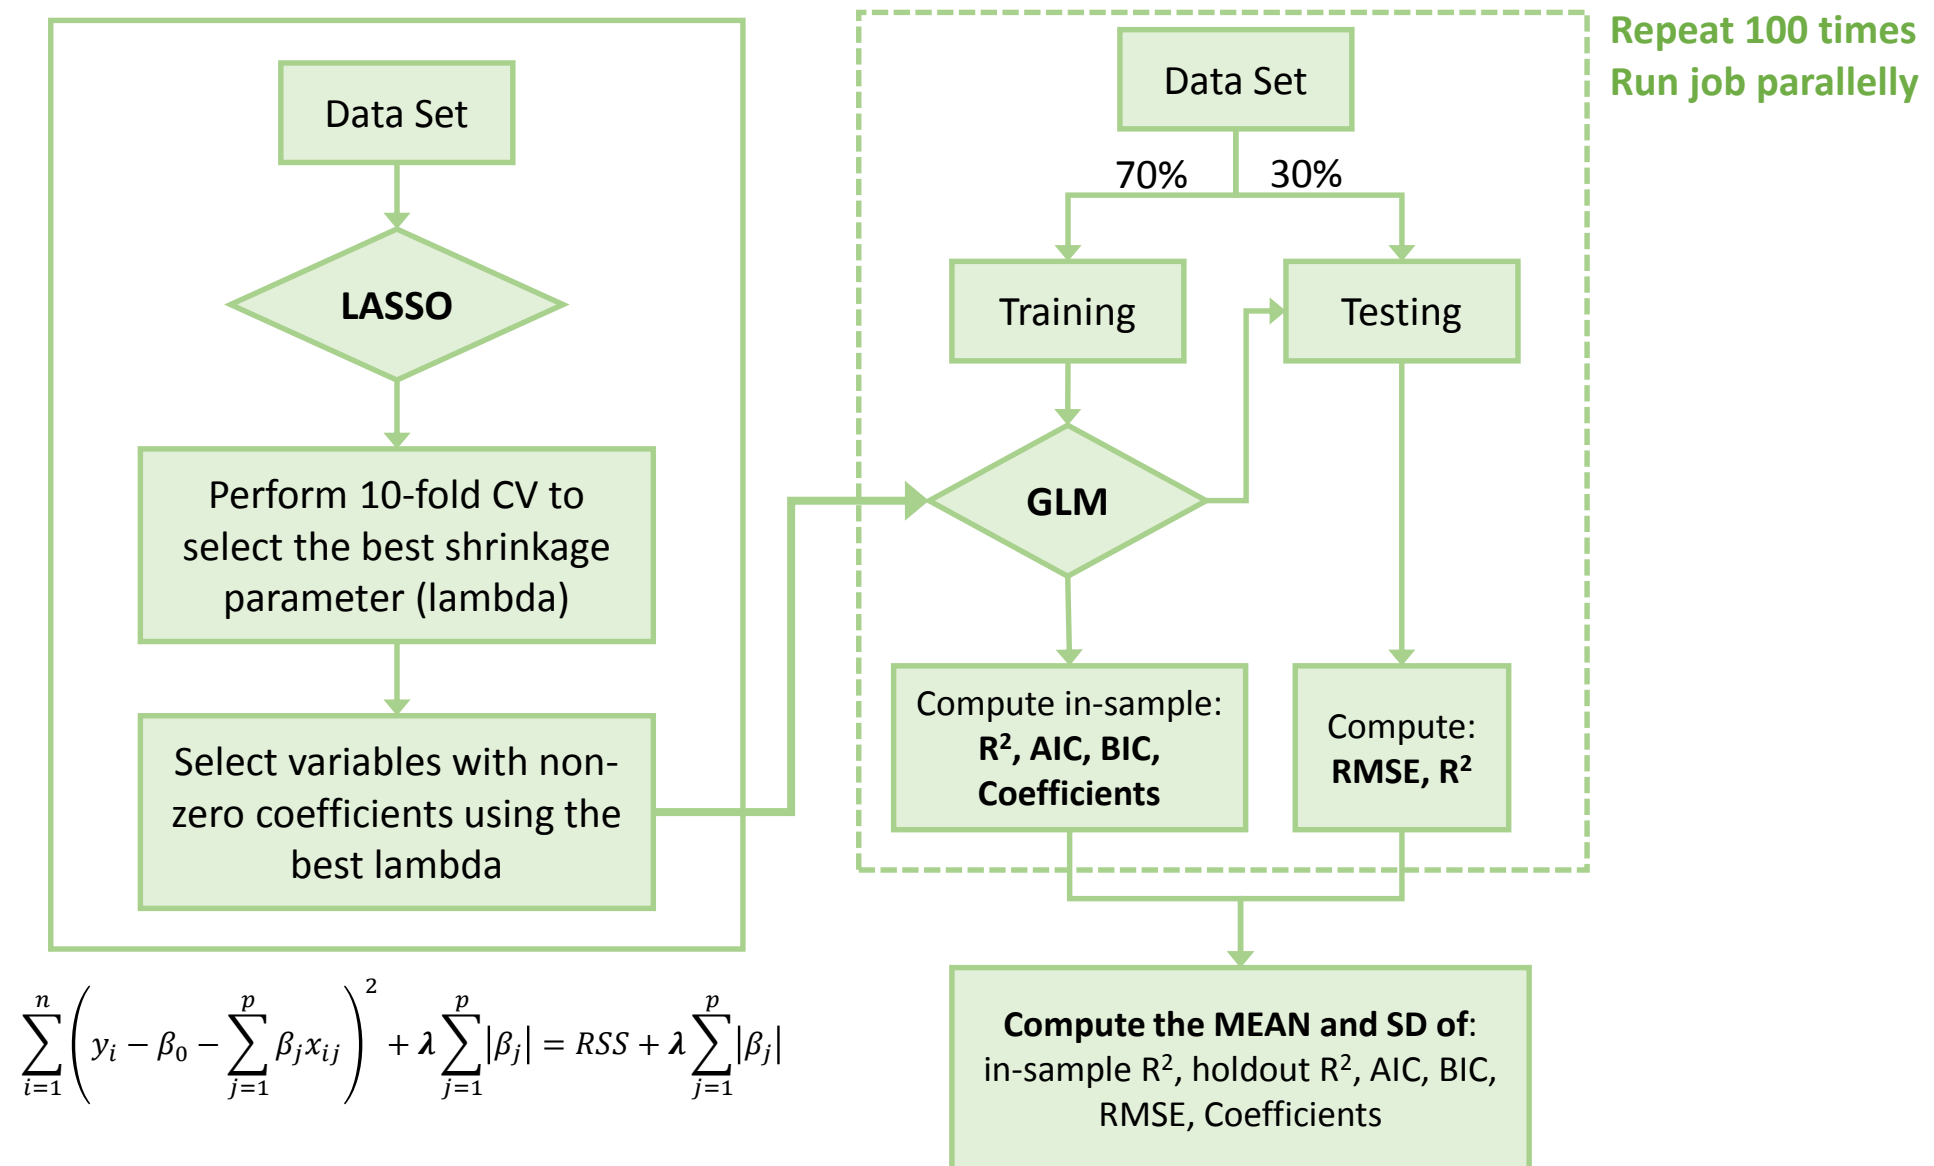 Data Set
LASSO
Perform 10-fold CV to
select the best shrinkage
parameter (lambda)
Select variables with non-
zero coefficients using the
best lambda
∑_{i=1}^{n} (y_i − β_0 − ∑_{j=1}^{p} β_j x_{ij})^2 + λ ∑_{j=1}^{p} |β_j| = RSS + λ ∑_{j=1}^{p} |β_j|
Repeat 100 times
Run job parallelly
Data Set
70% 30%
Training
Testing
GLM
Compute in-sample:
R², AIC, BIC,
Coefficients
Compute:
RMSE, R²
Compute the MEAN and SD of:
in-sample R², holdout R², AIC, BIC,
RMSE, Coefficients